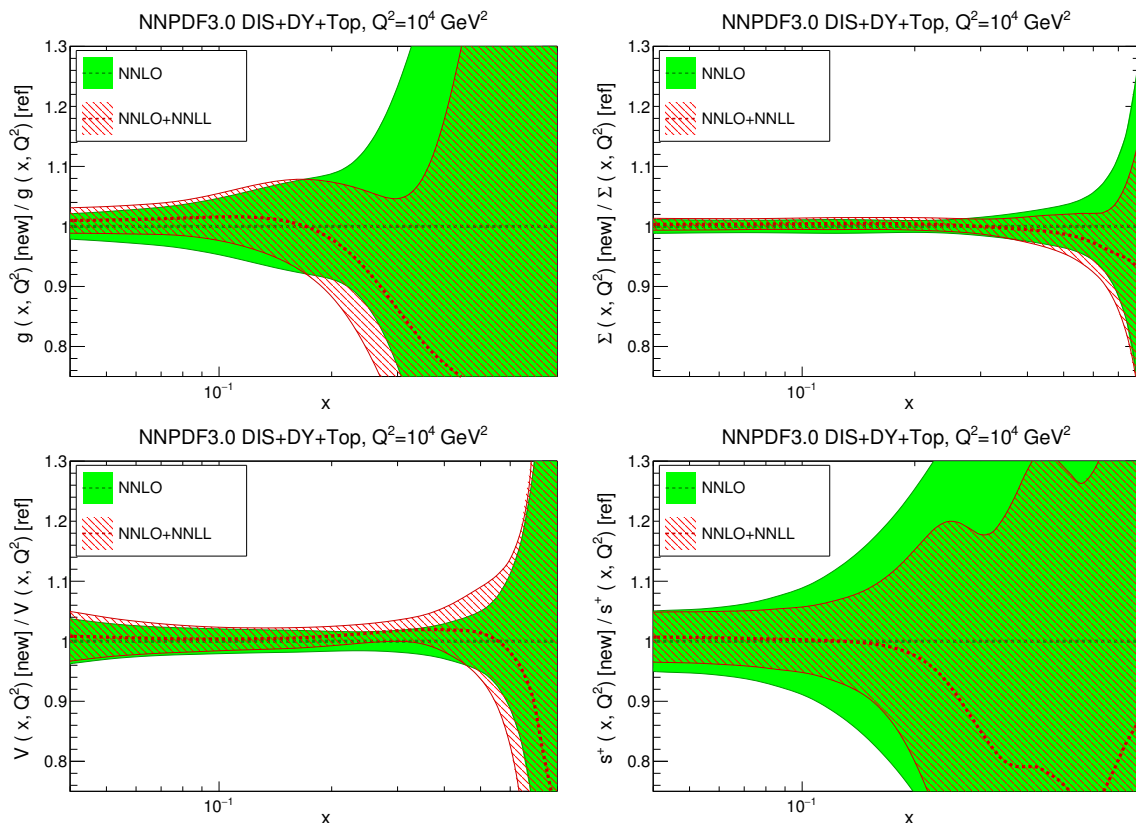 NNPDF3.0 DIS+DY+Top, Q²=10⁴ GeV²
g ( x, Q²) [new] / g ( x, Q²) [ref]
1.3
1.2
1.1
1
0.9
0.8
NNLO
NNLO+NNLL
10⁻¹
x
NNPDF3.0 DIS+DY+Top, Q²=10⁴ GeV²
Σ ( x, Q²) [new] / Σ ( x, Q²) [ref]
1.3
1.2
1.1
1
0.9
0.8
NNLO
NNLO+NNLL
10⁻¹
x
NNPDF3.0 DIS+DY+Top, Q²=10⁴ GeV²
V ( x, Q²) [new] / V ( x, Q²) [ref]
1.3
1.2
1.1
1
0.9
0.8
NNLO
NNLO+NNLL
10⁻¹
x
NNPDF3.0 DIS+DY+Top, Q²=10⁴ GeV²
s⁺ ( x, Q²) [new] / s⁺ ( x, Q²) [ref]
1.3
1.2
1.1
1
0.9
0.8
NNLO
NNLO+NNLL
10⁻¹
x